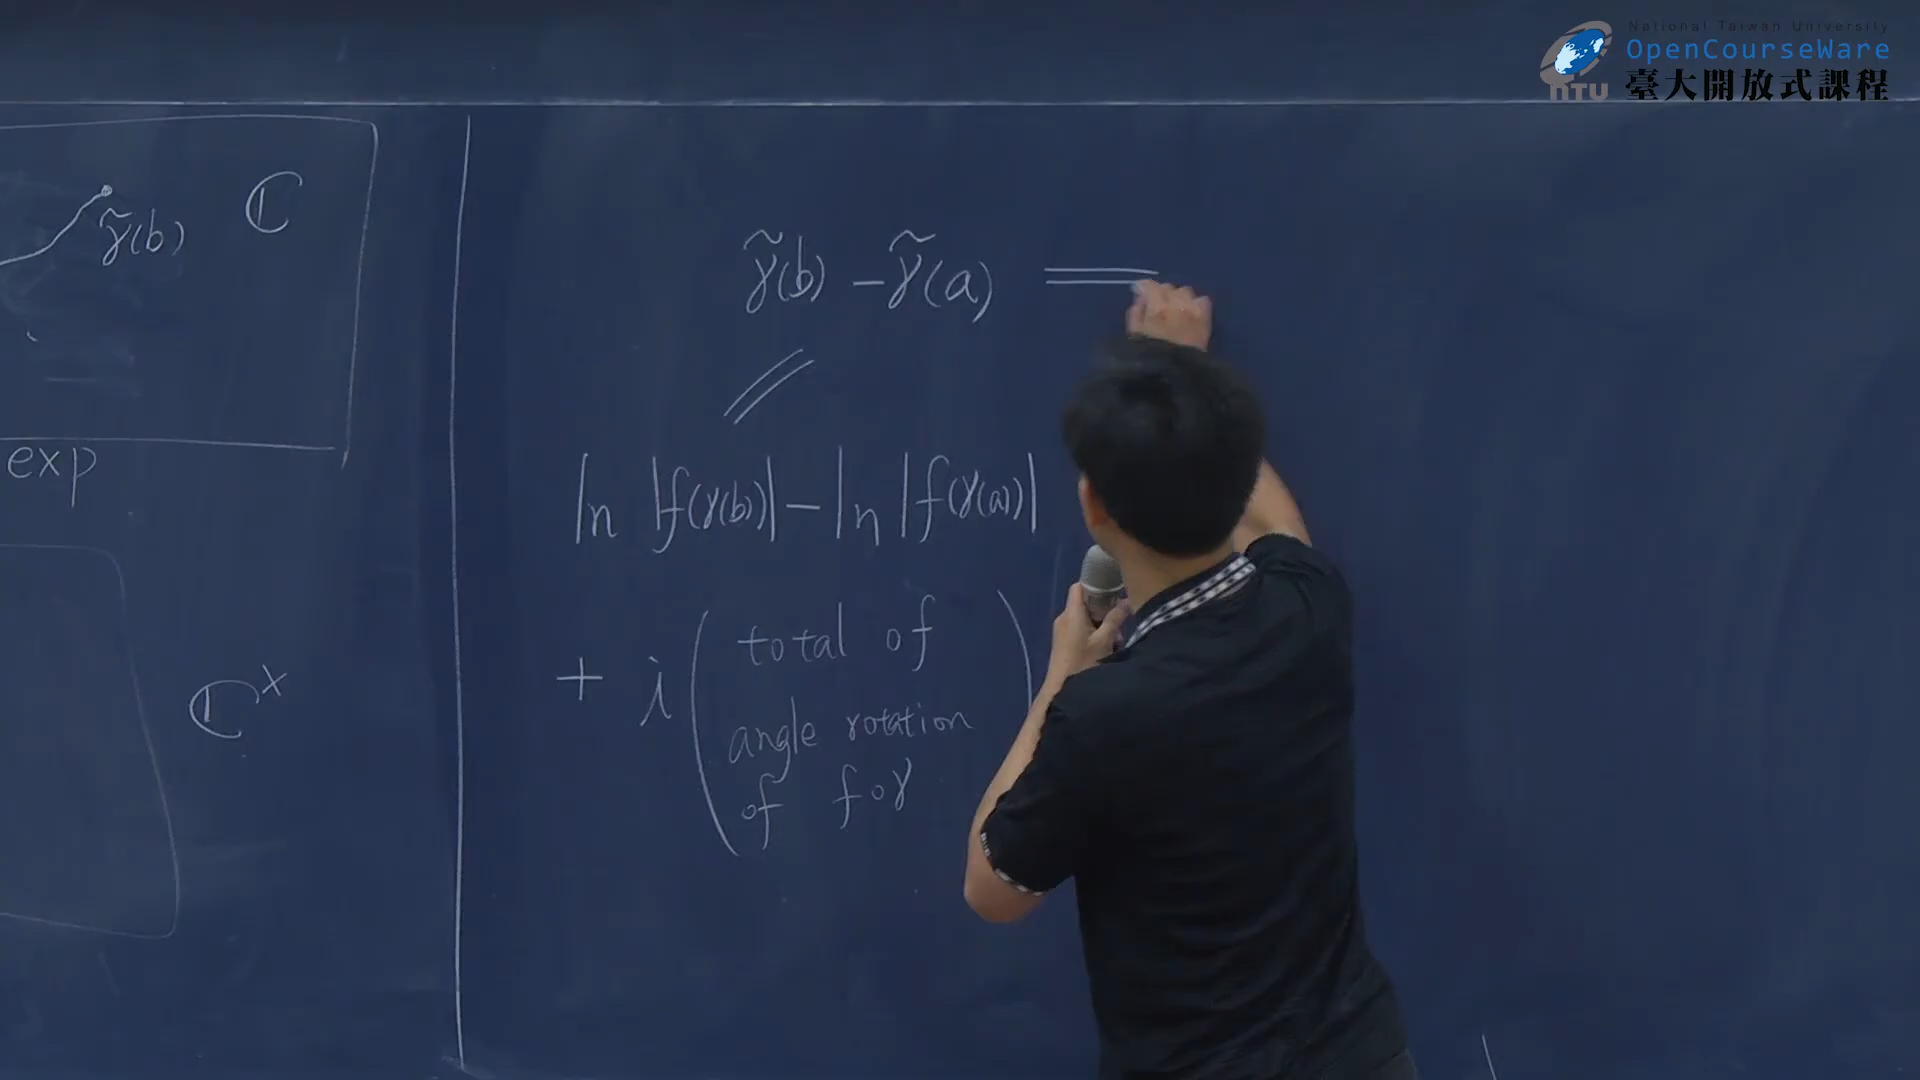 National Taiwan University
OpenCourseWare
NTU 臺大開放式課程
γ̃(b)
ℂ
exp
ℂ^×
γ̃(b) − γ̃(a) =
=
ln |f(γ(b))| − ln |f(γ(a))|
+ i ( total of
angle rotation
of f∘γ )